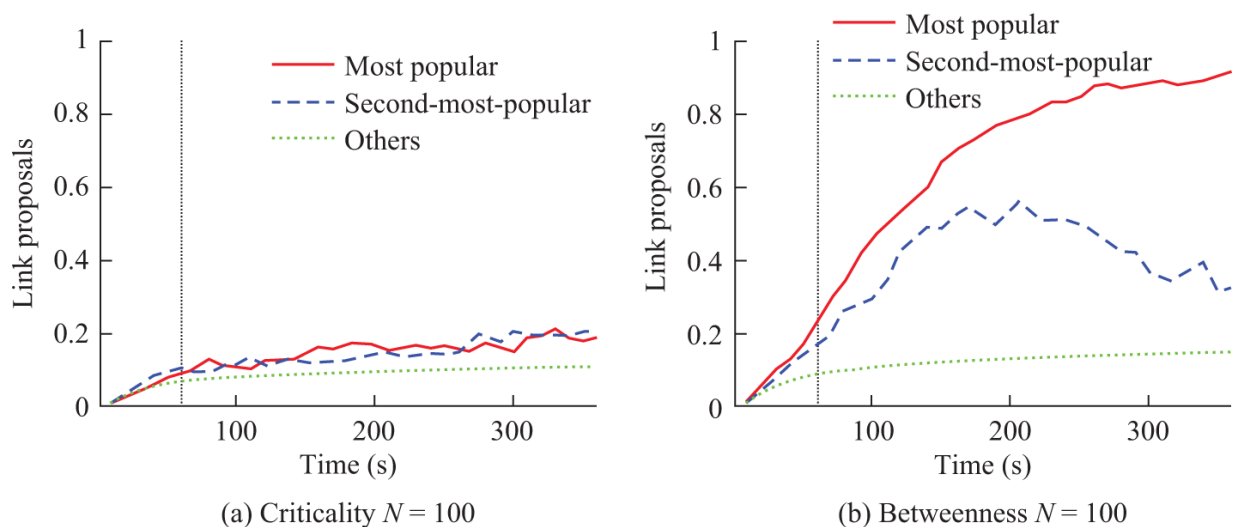 1
0.8
0.6
0.4
0.2
0
Link proposals
Most popular
Second-most-popular
Others
100
200
300
Time (s)
(a) Criticality N = 100
1
0.8
0.6
0.4
0.2
0
Link proposals
Most popular
Second-most-popular
Others
100
200
300
Time (s)
(b) Betweenness N = 100